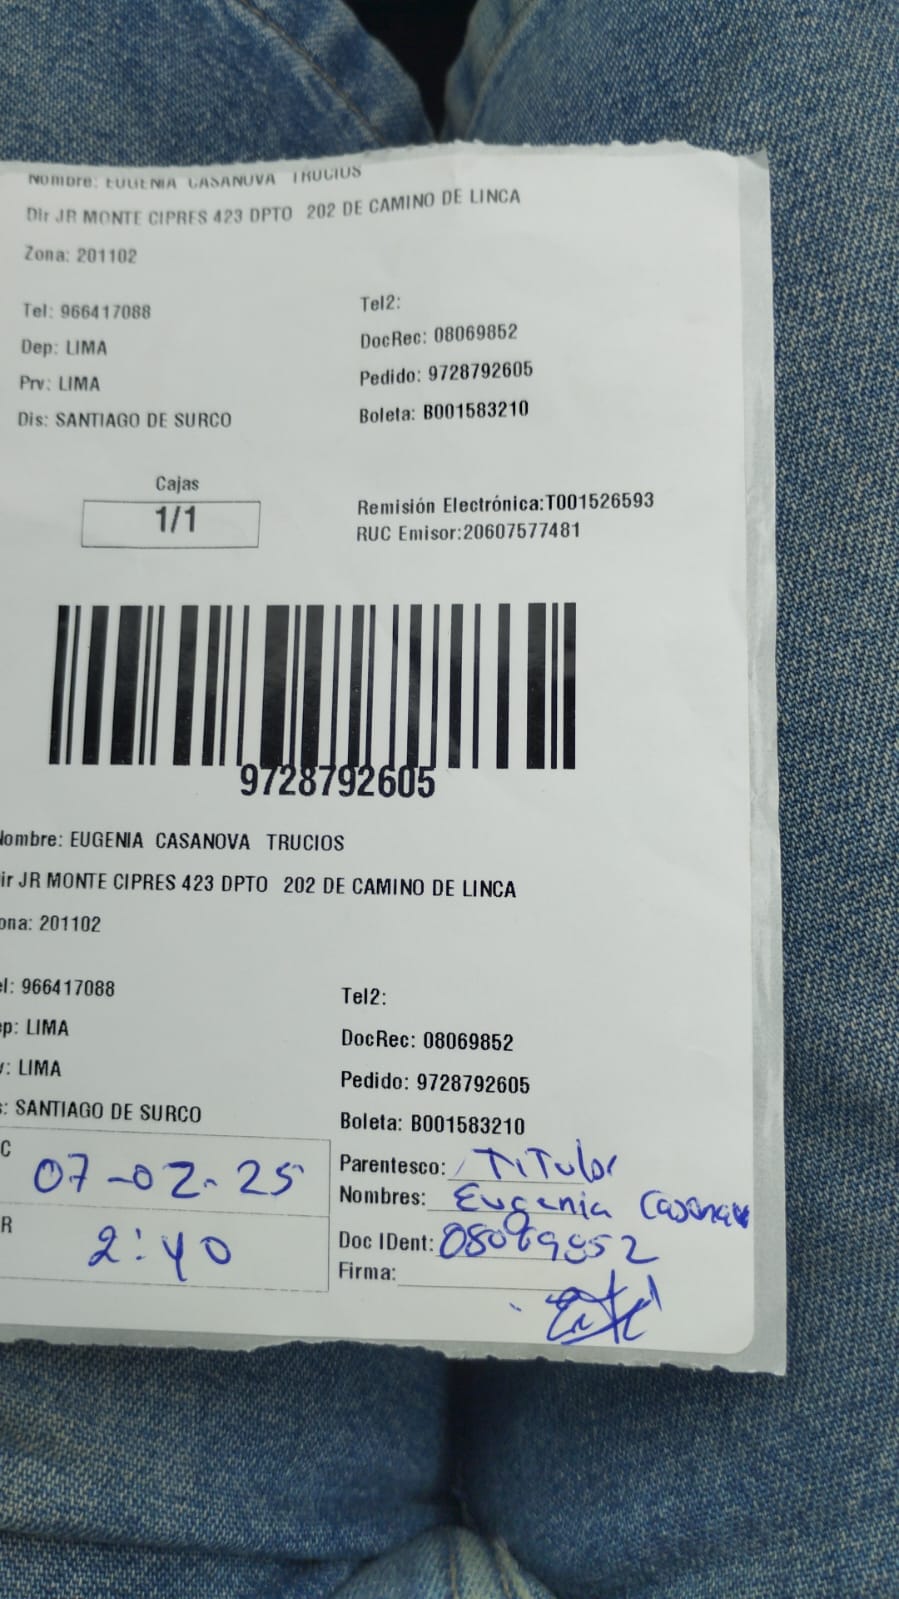 Nombre: EUGENIA CASANOVA TRUCIOS
Dir JR MONTE CIPRES 423 DPTO 202 DE CAMINO DE LINCA
Zona: 201102
Tel: 966417088 Tel2:
Dep: LIMA DocRec: 08069852
Prv: LIMA Pedido: 9728792605
Dis: SANTIAGO DE SURCO Boleta: B001583210
Cajas
1/1
Remisión Electrónica:T001526593
RUC Emisor:20607577481
9728792605
Nombre: EUGENIA CASANOVA TRUCIOS
ir JR MONTE CIPRES 423 DPTO 202 DE CAMINO DE LINCA
ona: 201102
el: 966417088 Tel2:
ep: LIMA DocRec: 08069852
v: LIMA Pedido: 9728792605
s: SANTIAGO DE SURCO Boleta: B001583210
C 07-02-25 Parentesco: Titular
Nombres: Eugenia Casanova
R 2:40 Doc IDent: 08069852
Firma: